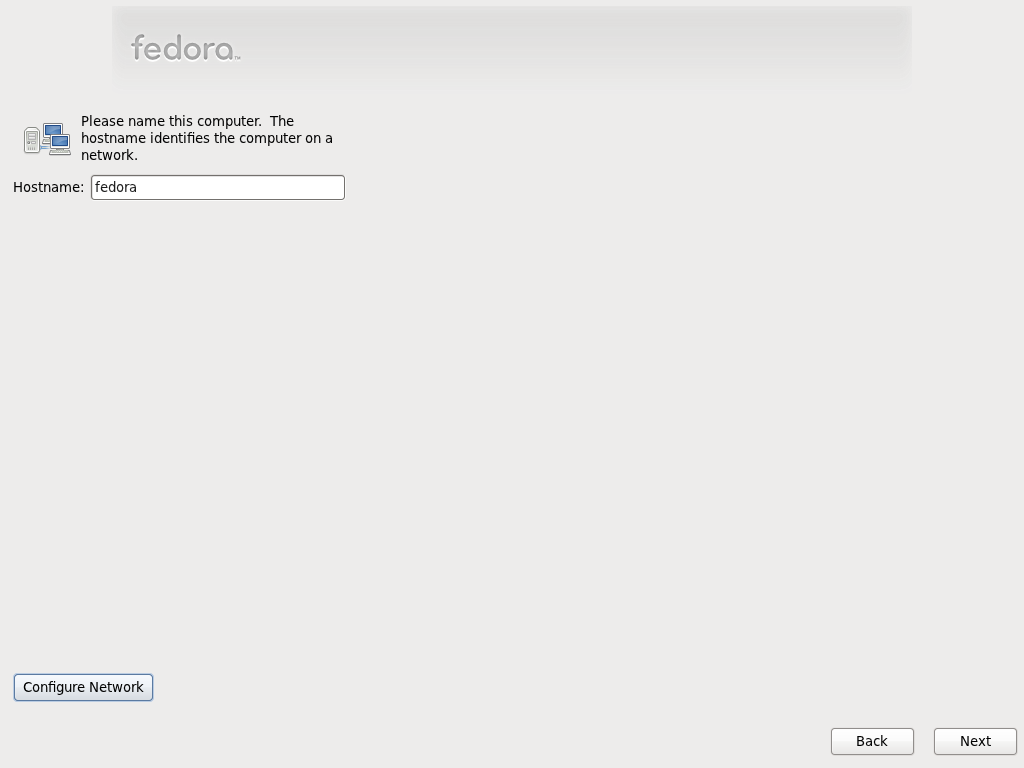 fedora™
Please name this computer.  The
hostname identifies the computer on a
network.
Hostname: fedora
Configure Network
Back Next